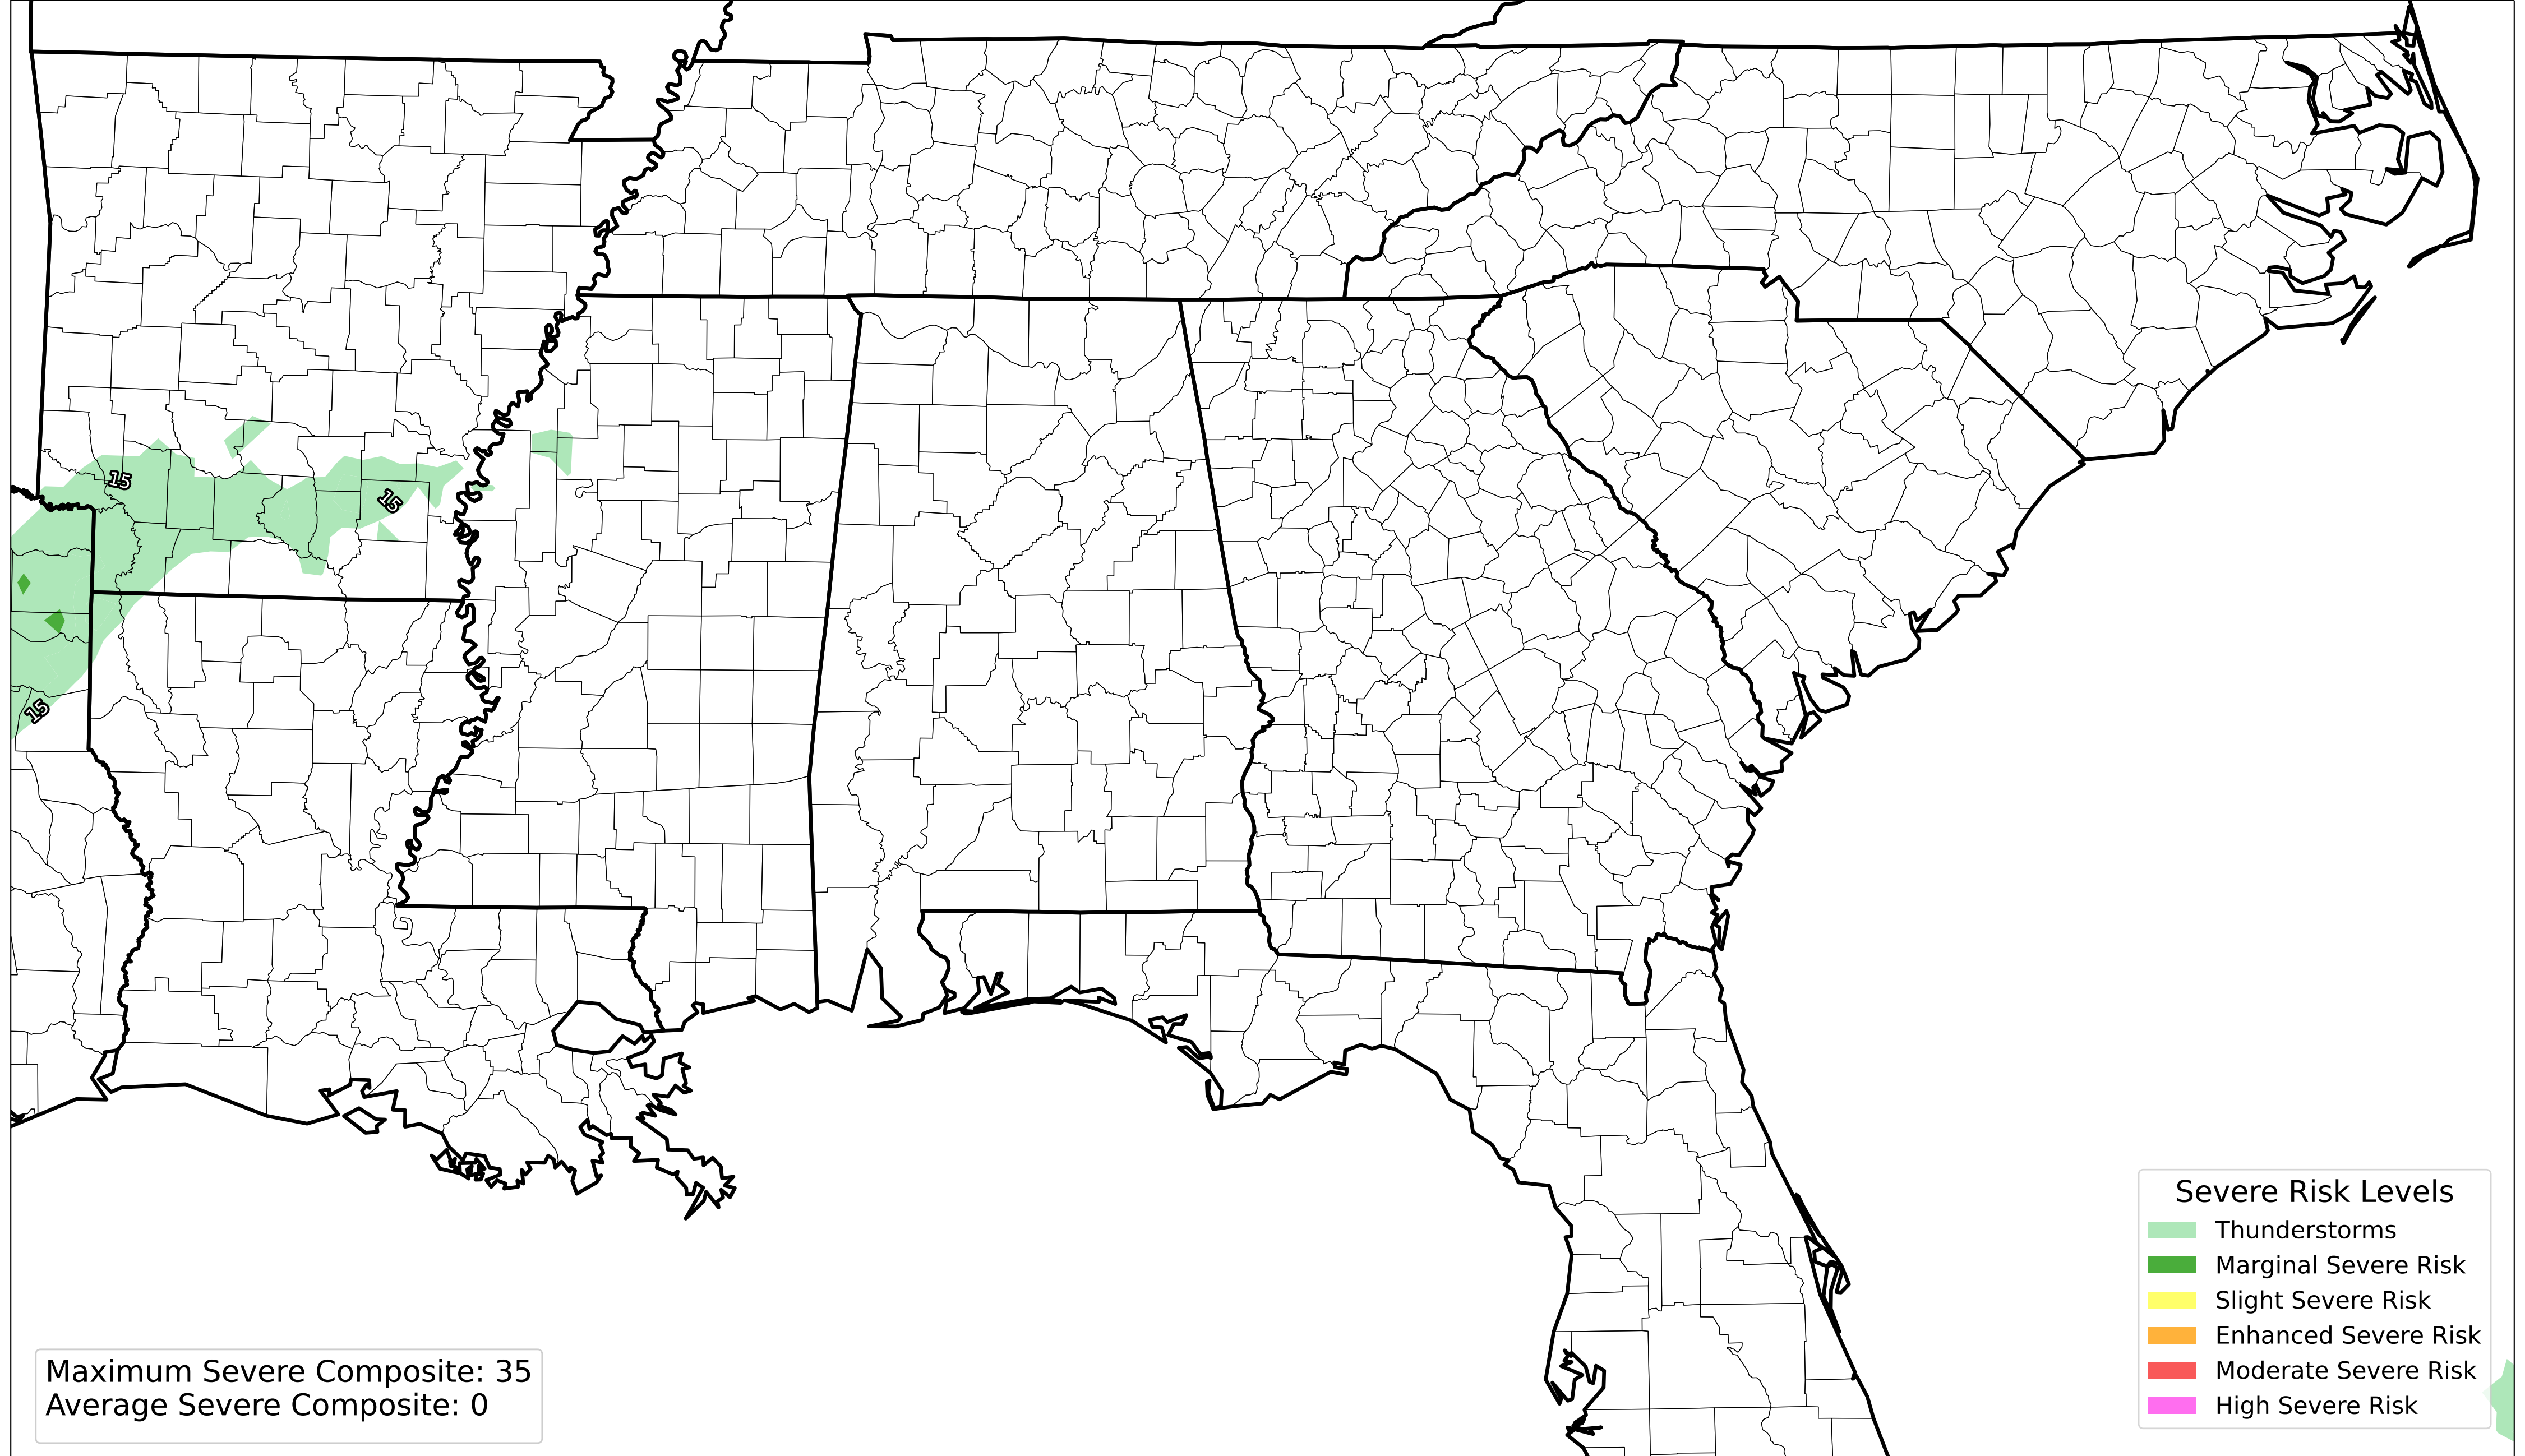 15
15
15
Severe Risk Levels
Thunderstorms
Marginal Severe Risk
Slight Severe Risk
Enhanced Severe Risk
Moderate Severe Risk
High Severe Risk
Maximum Severe Composite: 35
Average Severe Composite: 0